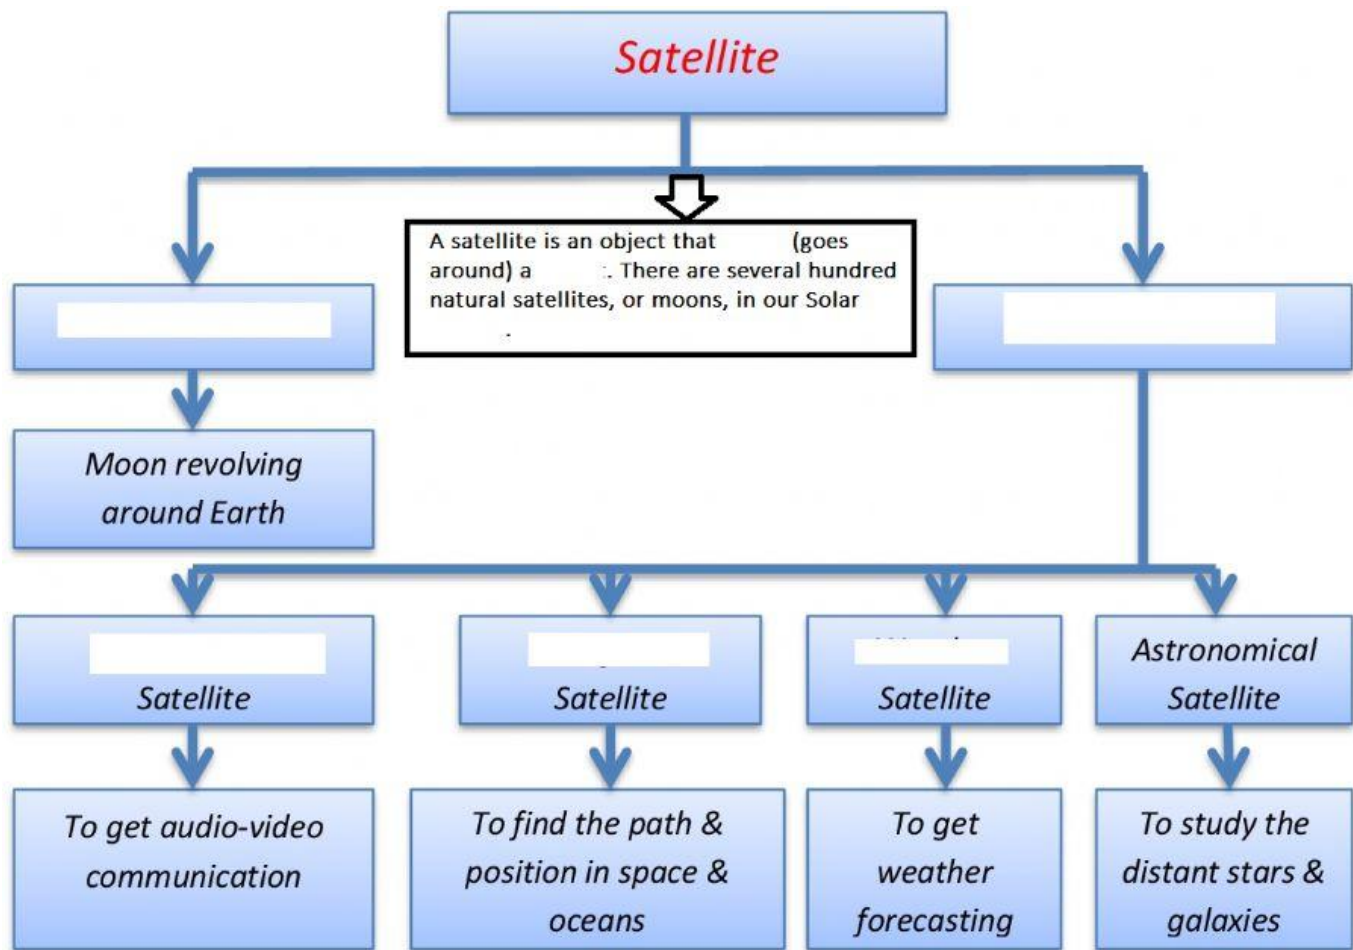 Satellite
A satellite is an object that (goes
around) a . There are several hundred
natural satellites, or moons, in our Solar
.
Moon revolving
around Earth
Satellite
Satellite
Satellite
Astronomical
Satellite
To get audio-video
communication
To find the path &
position in space &
oceans
To get
weather
forecasting
To study the
distant stars &
galaxies